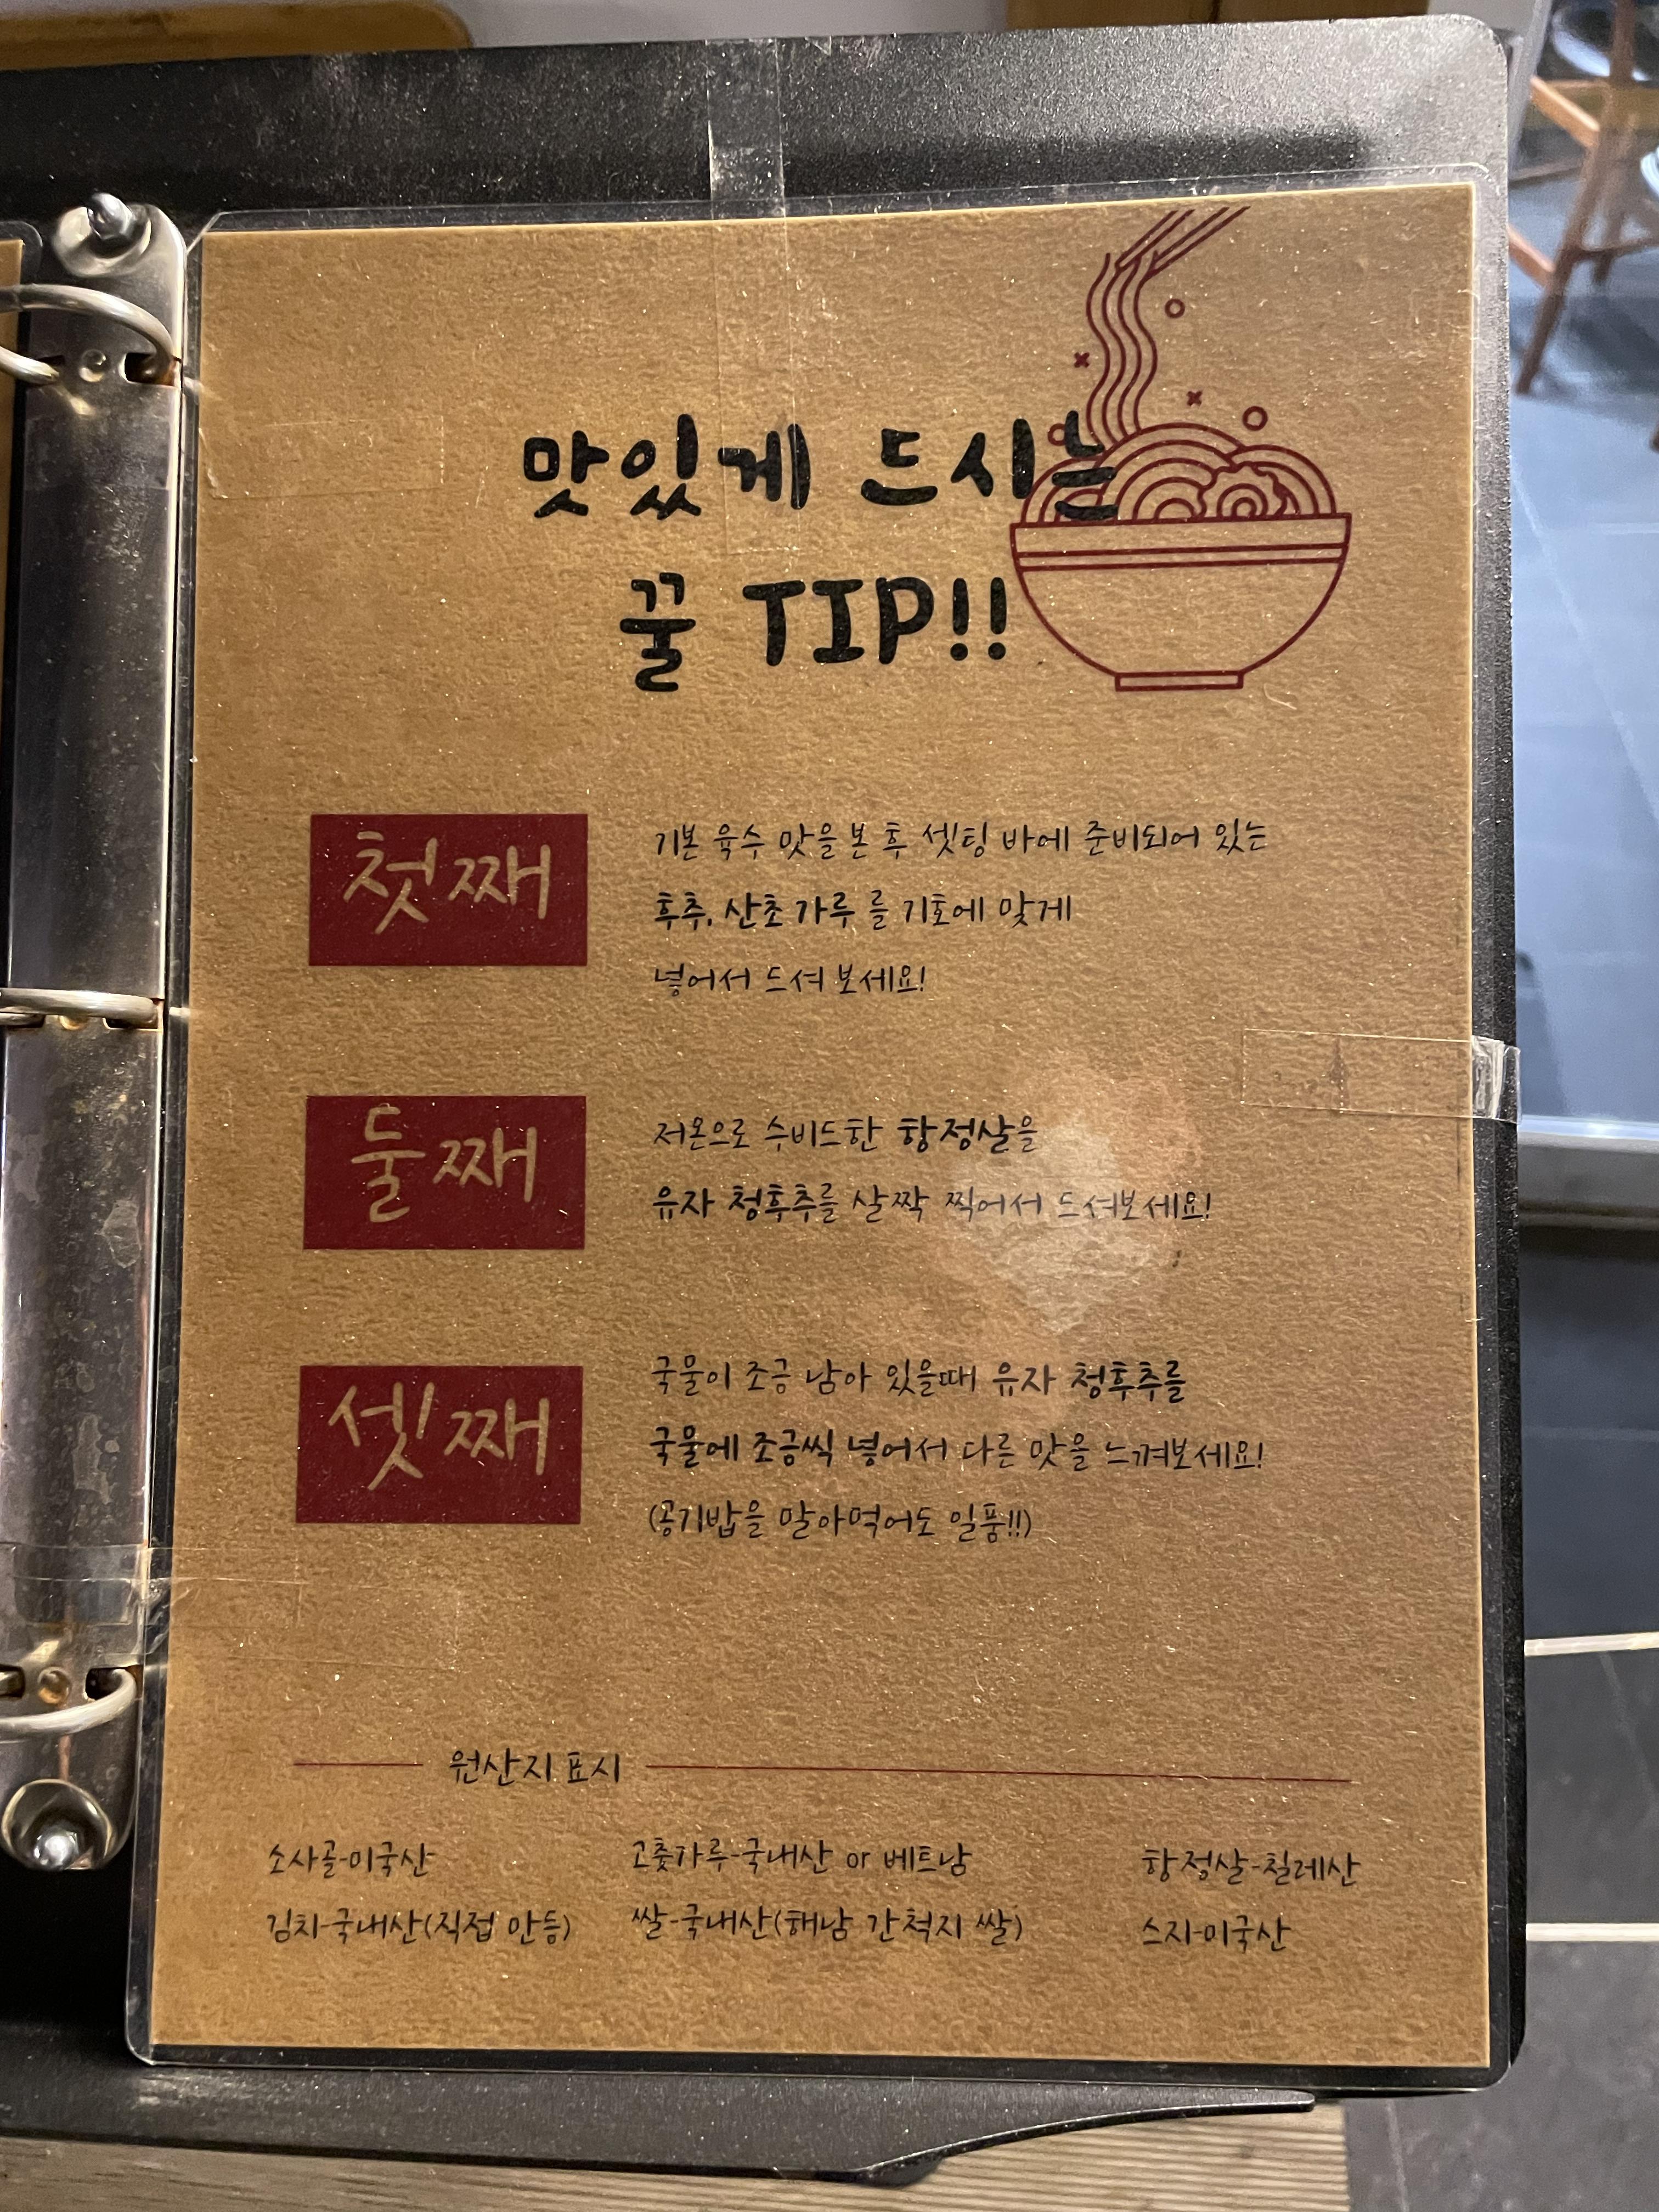 맛있게 드시는
꿀 TIP!!
첫째
기본 육수 맛을 본 후 셋팅 바에 준비되어 있는
후추, 산초 가루 를 기호에 맞게
넣어서 드셔 보세요!
둘째
저온으로 수비드한 항정살을
유자 청후추를 살짝 찍어서 드셔보세요!
셋째
국물이 조금 남아 있을때 유자 청후추를
국물에 조금씩 넣어서 다른 맛을 느껴보세요!
(공기밥을 말아먹어도 일품!!)
원산지 표시
소사골-미국산
고춧가루-국내산 or 베트남
항정살-칠레산
김치-국내산(직접 만듬)
쌀-국내산(해남 간척지 쌀)
스지-미국산